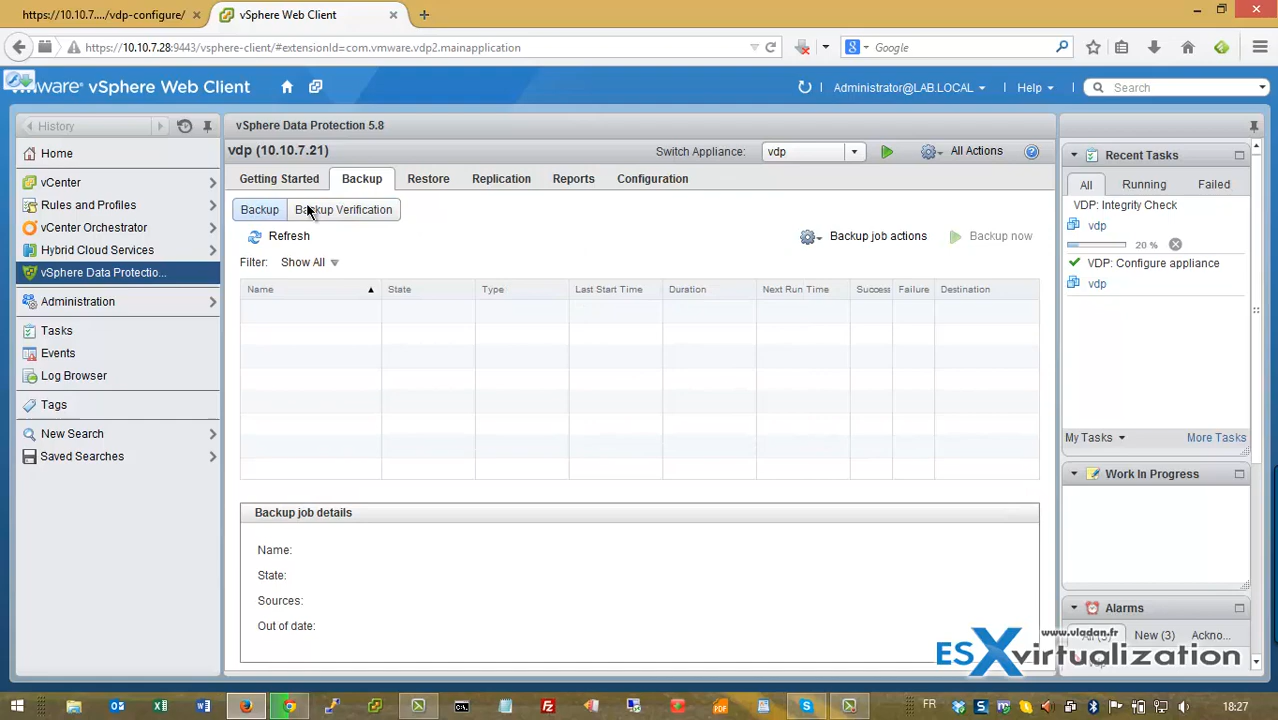 https://10.10.7..../vdp-configure/
vSphere Web Client
https://10.10.7.28:9443/vsphere-client/#extensionId=com.vmware.vdp2.mainapplication
Google
vSphere Web Client
Administrator@LAB.LOCAL
Help
Search
History
Home
vCenter
Rules and Profiles
vCenter Orchestrator
Hybrid Cloud Services
vSphere Data Protectio...
Administration
Tasks
Events
Log Browser
Tags
New Search
Saved Searches
vSphere Data Protection 5.8
vdp (10.10.7.21)
Switch Appliance:
vdp
All Actions
Getting Started
Backup
Restore
Replication
Reports
Configuration
Backup
Backup Verification
Refresh
Backup job actions
Backup now
Filter:
Show All
Name
State
Type
Last Start Time
Duration
Next Run Time
Success
Failure
Destination
Backup job details
Name:
State:
Sources:
Out of date:
Recent Tasks
All
Running
Failed
VDP: Integrity Check
vdp
20 %
VDP: Configure appliance
vdp
My Tasks
More Tasks
Work In Progress
Alarms
New (3)
Ackno...
www.vladan.fr
ESXvirtualization
FR
18:27